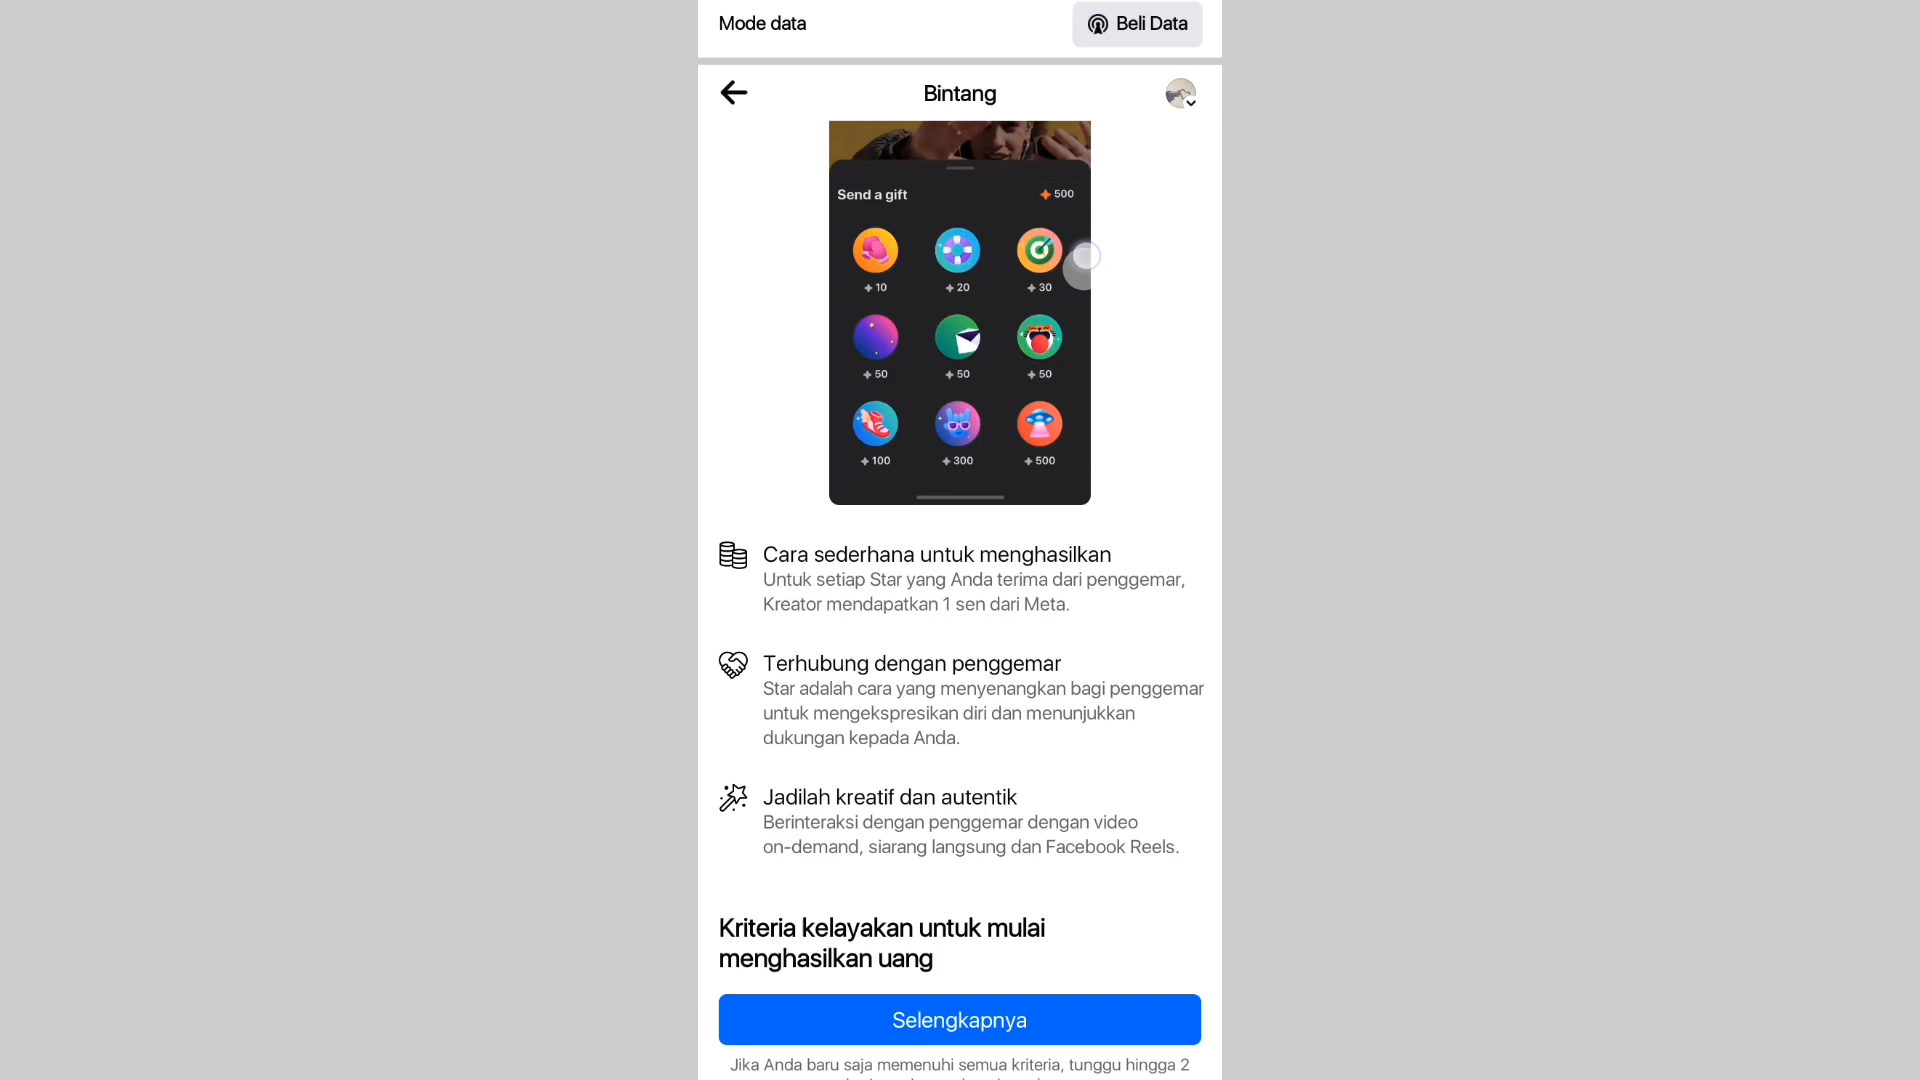 Mode data
Beli Data
Bintang
Send a gift
500
10
20
30
50
50
50
100
300
500
Cara sederhana untuk menghasilkan
Untuk setiap Star yang Anda terima dari penggemar,
Kreator mendapatkan 1 sen dari Meta.
Terhubung dengan penggemar
Star adalah cara yang menyenangkan bagi penggemar
untuk mengekspresikan diri dan menunjukkan
dukungan kepada Anda.
Jadilah kreatif dan autentik
Berinteraksi dengan penggemar dengan video
on-demand, siarang langsung dan Facebook Reels.
Kriteria kelayakan untuk mulai
menghasilkan uang
Selengkapnya
Jika Anda baru saja memenuhi semua kriteria, tunggu hingga 2